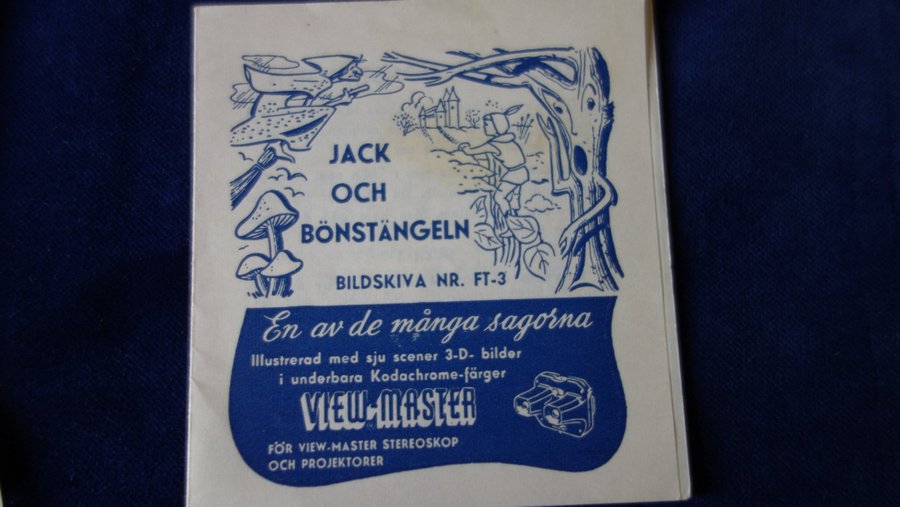 JACK
OCH
BÖNSTÄNGELN
BILDSKIVA NR. FT-3
En av de många sagorna
Illustrerad med sju scener 3-D- bilder
i underbara Kodachrome-färger
VIEW-MASTER
FÖR VIEW-MASTER STEREOSKOP
OCH PROJEKTORER